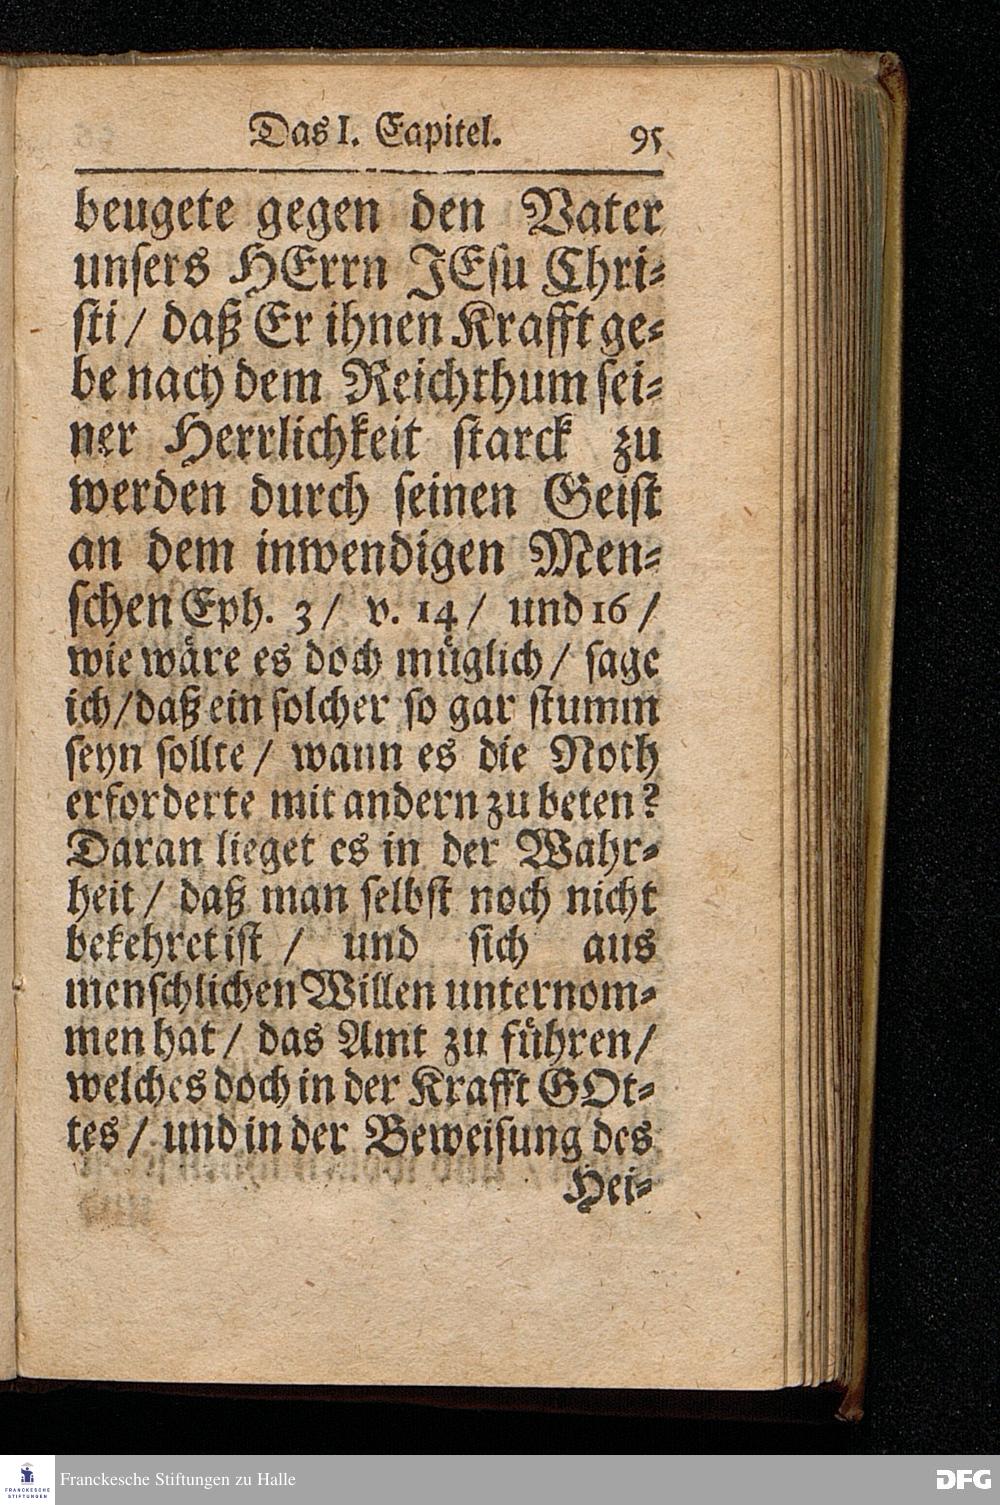 Das I. Capitel. 95
beugete gegen den Vater
unsers HErrn JEsu Chri-
sti / daß Er ihnen Krafft ge-
be nach dem Reichthum sei-
ner Herrlichkeit starck zu
werden durch seinen Geist
an dem inwendigen Men-
schen Eph. 3 / v. 14 / und 16 /
wie wäre es doch müglich / sage
ich / daß ein solcher so gar stumm
seyn sollte / wann es die Noth
erforderte mit andern zu beten?
Daran lieget es in der Wahr-
heit / daß man selbst noch nicht
bekehret ist / und sich aus
menschlichen Willen unternom-
men hat / das Amt zu führen /
welches doch in der Krafft GOt-
tes / und in der Beweisung des
Hei-
FRANCKESCHE
STIFTUNGEN
Franckesche Stiftungen zu Halle
DFG